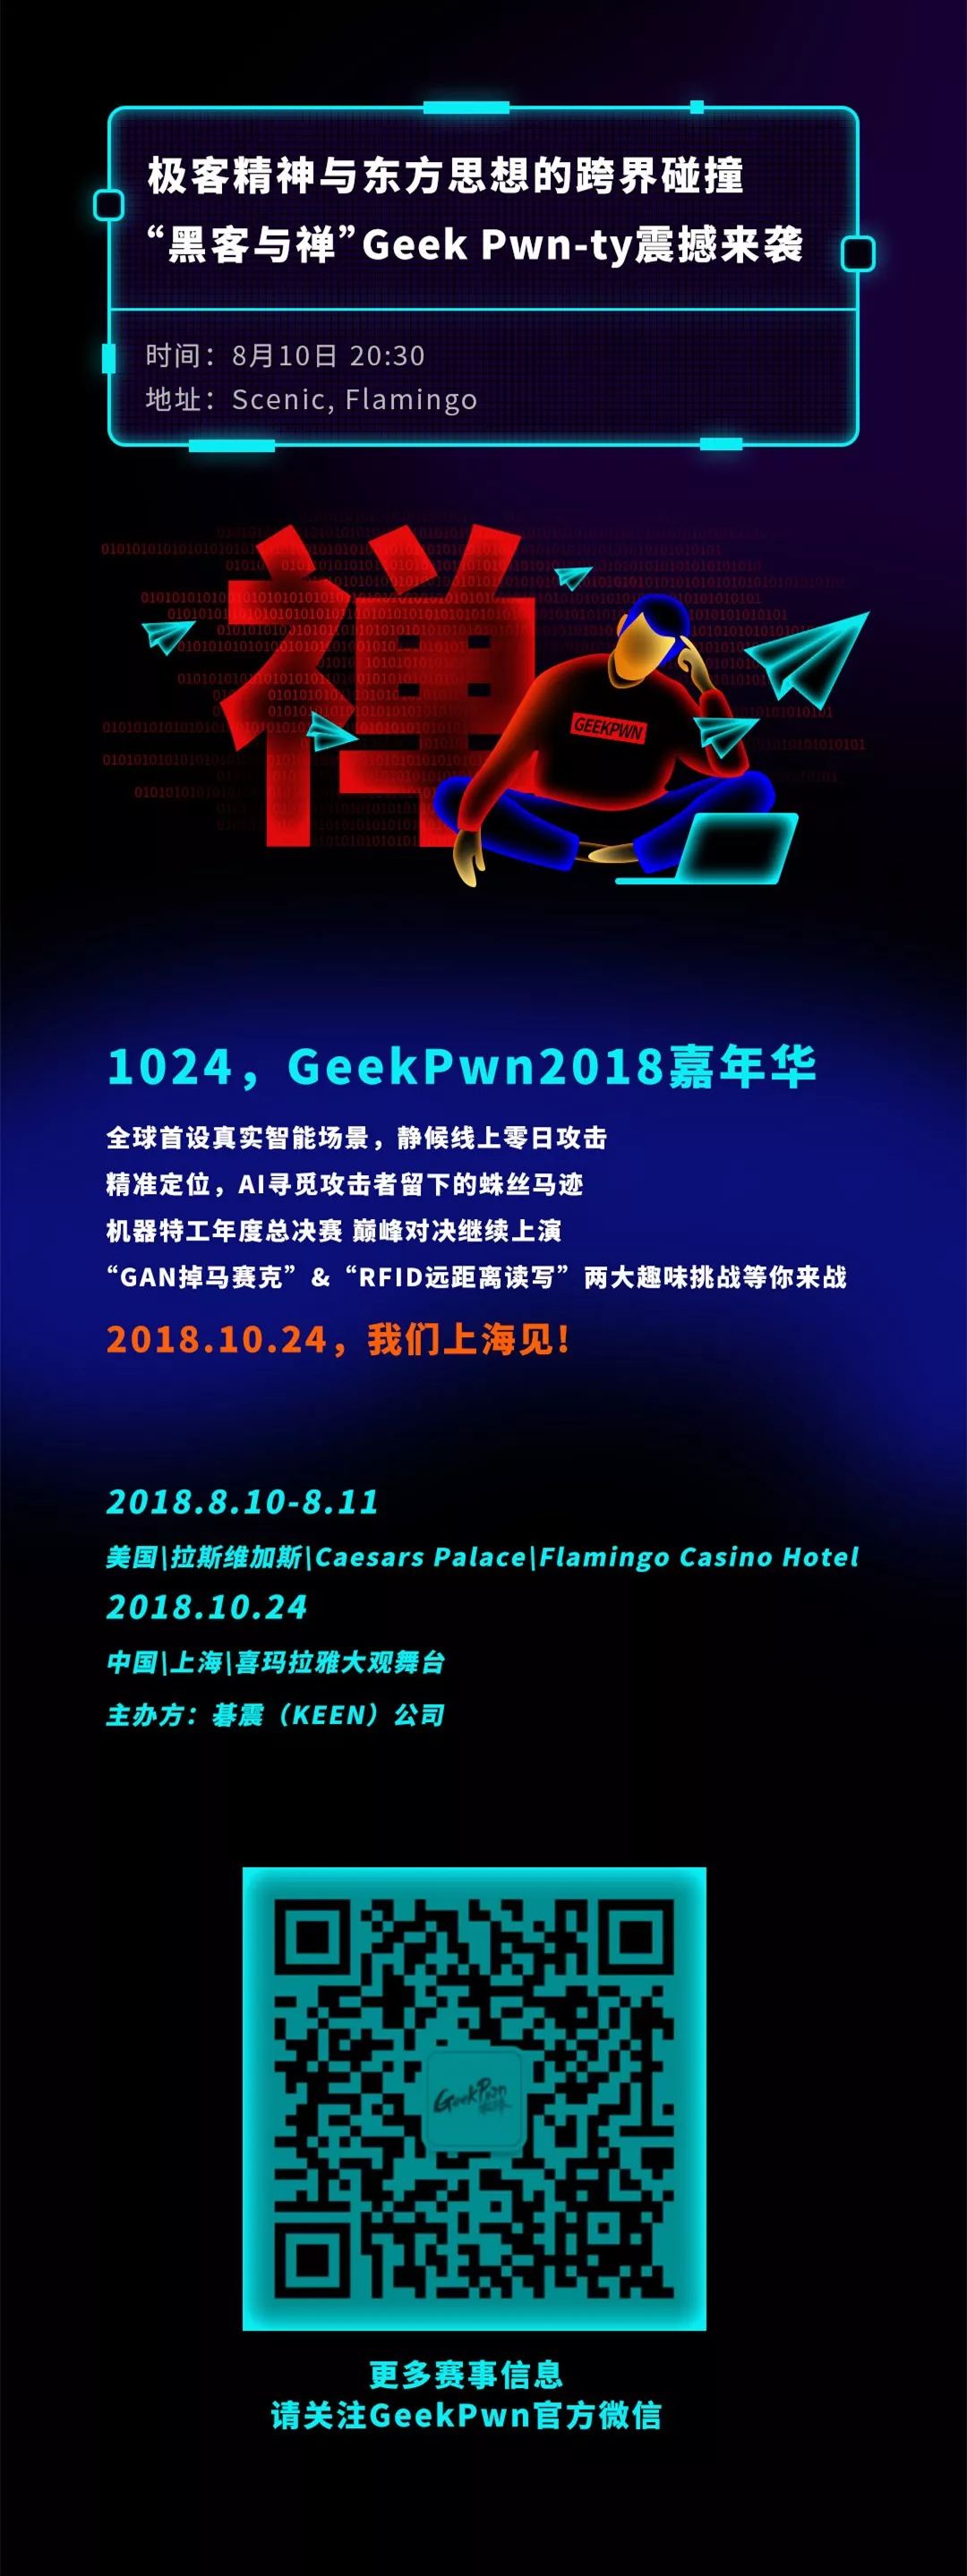 极客精神与东方思想的跨界碰撞
“黑客与禅”Geek Pwn-ty震撼来袭
时间：8月10日 20:30
地址：Scenic, Flamingo
禅
GEEKPWN
1024，GeekPwn2018嘉年华
全球首设真实智能场景，静候线上零日攻击
精准定位，AI寻觅攻击者留下的蛛丝马迹
机器特工年度总决赛 巅峰对决继续上演
“GAN掉马赛克”&“RFID远距离读写”两大趣味挑战等你来战
2018.10.24，我们上海见!
2018.8.10-8.11
美国\拉斯维加斯\Caesars Palace\Flamingo Casino Hotel
2018.10.24
中国\上海\喜玛拉雅大观舞台
主办方：碁震（KEEN）公司
GeekPwn
更多赛事信息
请关注GeekPwn官方微信